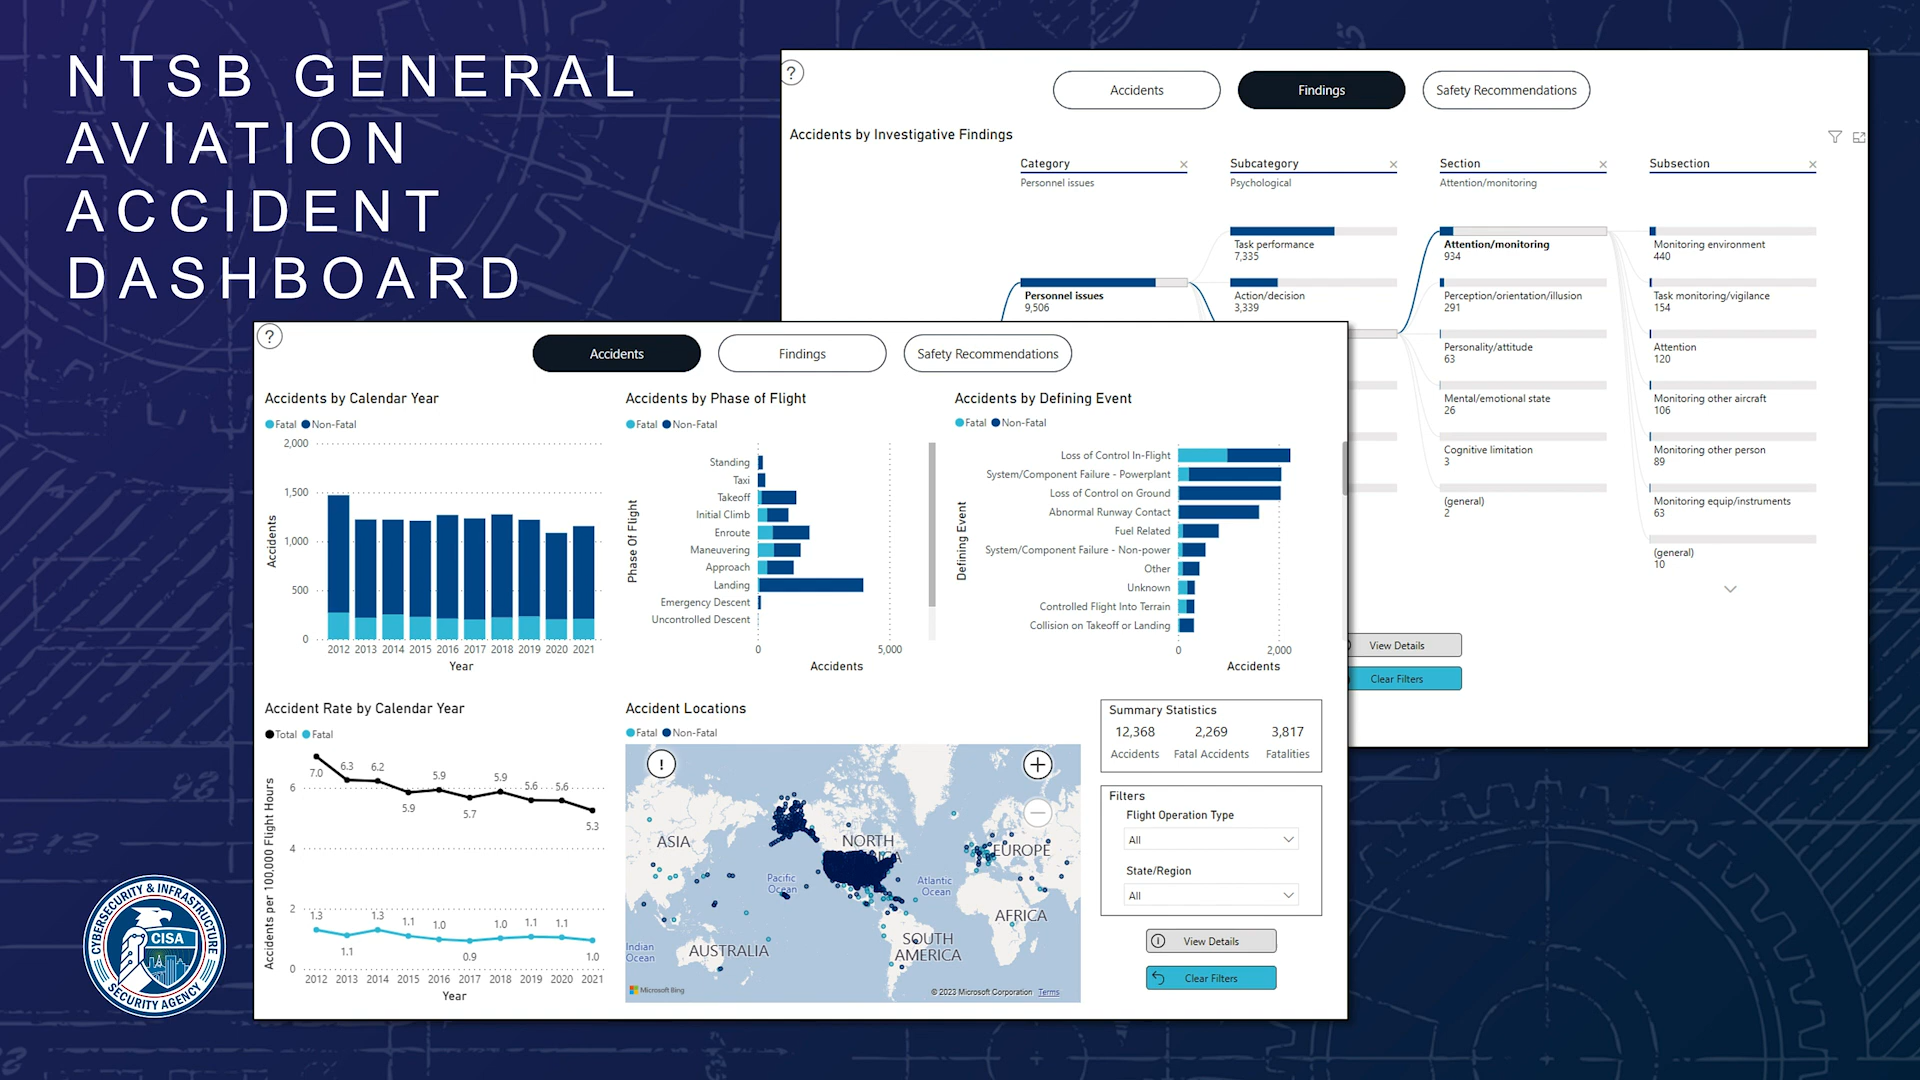 NTSB GENERAL
AVIATION
ACCIDENT
DASHBOARD
?
Accidents
Findings
Safety Recommendations
Accidents by Investigative Findings
Category
Subcategory
Section
Subsection
Personnel issues
Psychological
Attention/monitoring
Personnel issues
9,506
Task performance
7,335
Action/decision
3,339
Attention/monitoring
934
Perception/orientation/illusion
291
Personality/attitude
63
Mental/emotional state
26
Cognitive limitation
3
(general)
2
Monitoring environment
440
Task monitoring/vigilance
154
Attention
120
Monitoring other aircraft
106
Monitoring other person
89
Monitoring equip/instruments
63
(general)
10
View Details
Clear Filters
?
Accidents
Findings
Safety Recommendations
Accidents by Calendar Year
Fatal Non-Fatal
2,000
1,500
1,000
500
0
Accidents
2012 2013 2014 2015 2016 2017 2018 2019 2020 2021
Year
Accidents by Phase of Flight
Fatal Non-Fatal
Phase Of Flight
Standing
Taxi
Takeoff
Initial Climb
Enroute
Maneuvering
Approach
Landing
Emergency Descent
Uncontrolled Descent
0 5,000
Accidents
Accidents by Defining Event
Fatal Non-Fatal
Defining Event
Loss of Control In-Flight
System/Component Failure - Powerplant
Loss of Control on Ground
Abnormal Runway Contact
Fuel Related
System/Component Failure - Non-power
Other
Unknown
Controlled Flight Into Terrain
Collision on Takeoff or Landing
0 2,000
Accidents
Accident Rate by Calendar Year
Total Fatal
Accidents per 100,000 Flight Hours
6
4
2
0
7.0 6.3 6.2 5.9 5.9 5.7 5.9 5.6 5.6 5.3
1.3 1.1 1.3 1.1 1.0 0.9 1.0 1.1 1.1 1.0
2012 2013 2014 2015 2016 2017 2018 2019 2020 2021
Year
Accident Locations
Fatal Non-Fatal
!
ASIA
NORTH
EUROPE
Pacific
Ocean
Atlantic
Ocean
AFRICA
Indian
Ocean
AUSTRALIA
SOUTH
AMERICA
Microsoft Bing
© 2023 Microsoft Corporation Terms
Summary Statistics
12,368 2,269 3,817
Accidents Fatal Accidents Fatalities
Filters
Flight Operation Type
All
State/Region
All
View Details
Clear Filters
CYBERSECURITY & INFRASTRUCTURE
CISA
SECURITY AGENCY